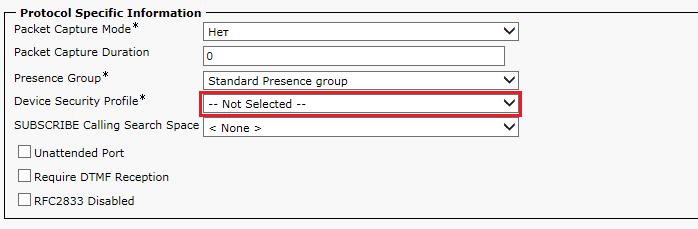 Protocol Specific Information
Packet Capture Mode* Нет
Packet Capture Duration 0
Presence Group* Standard Presence group
Device Security Profile* -- Not Selected --
SUBSCRIBE Calling Search Space < None >
Unattended Port
Require DTMF Reception
RFC2833 Disabled